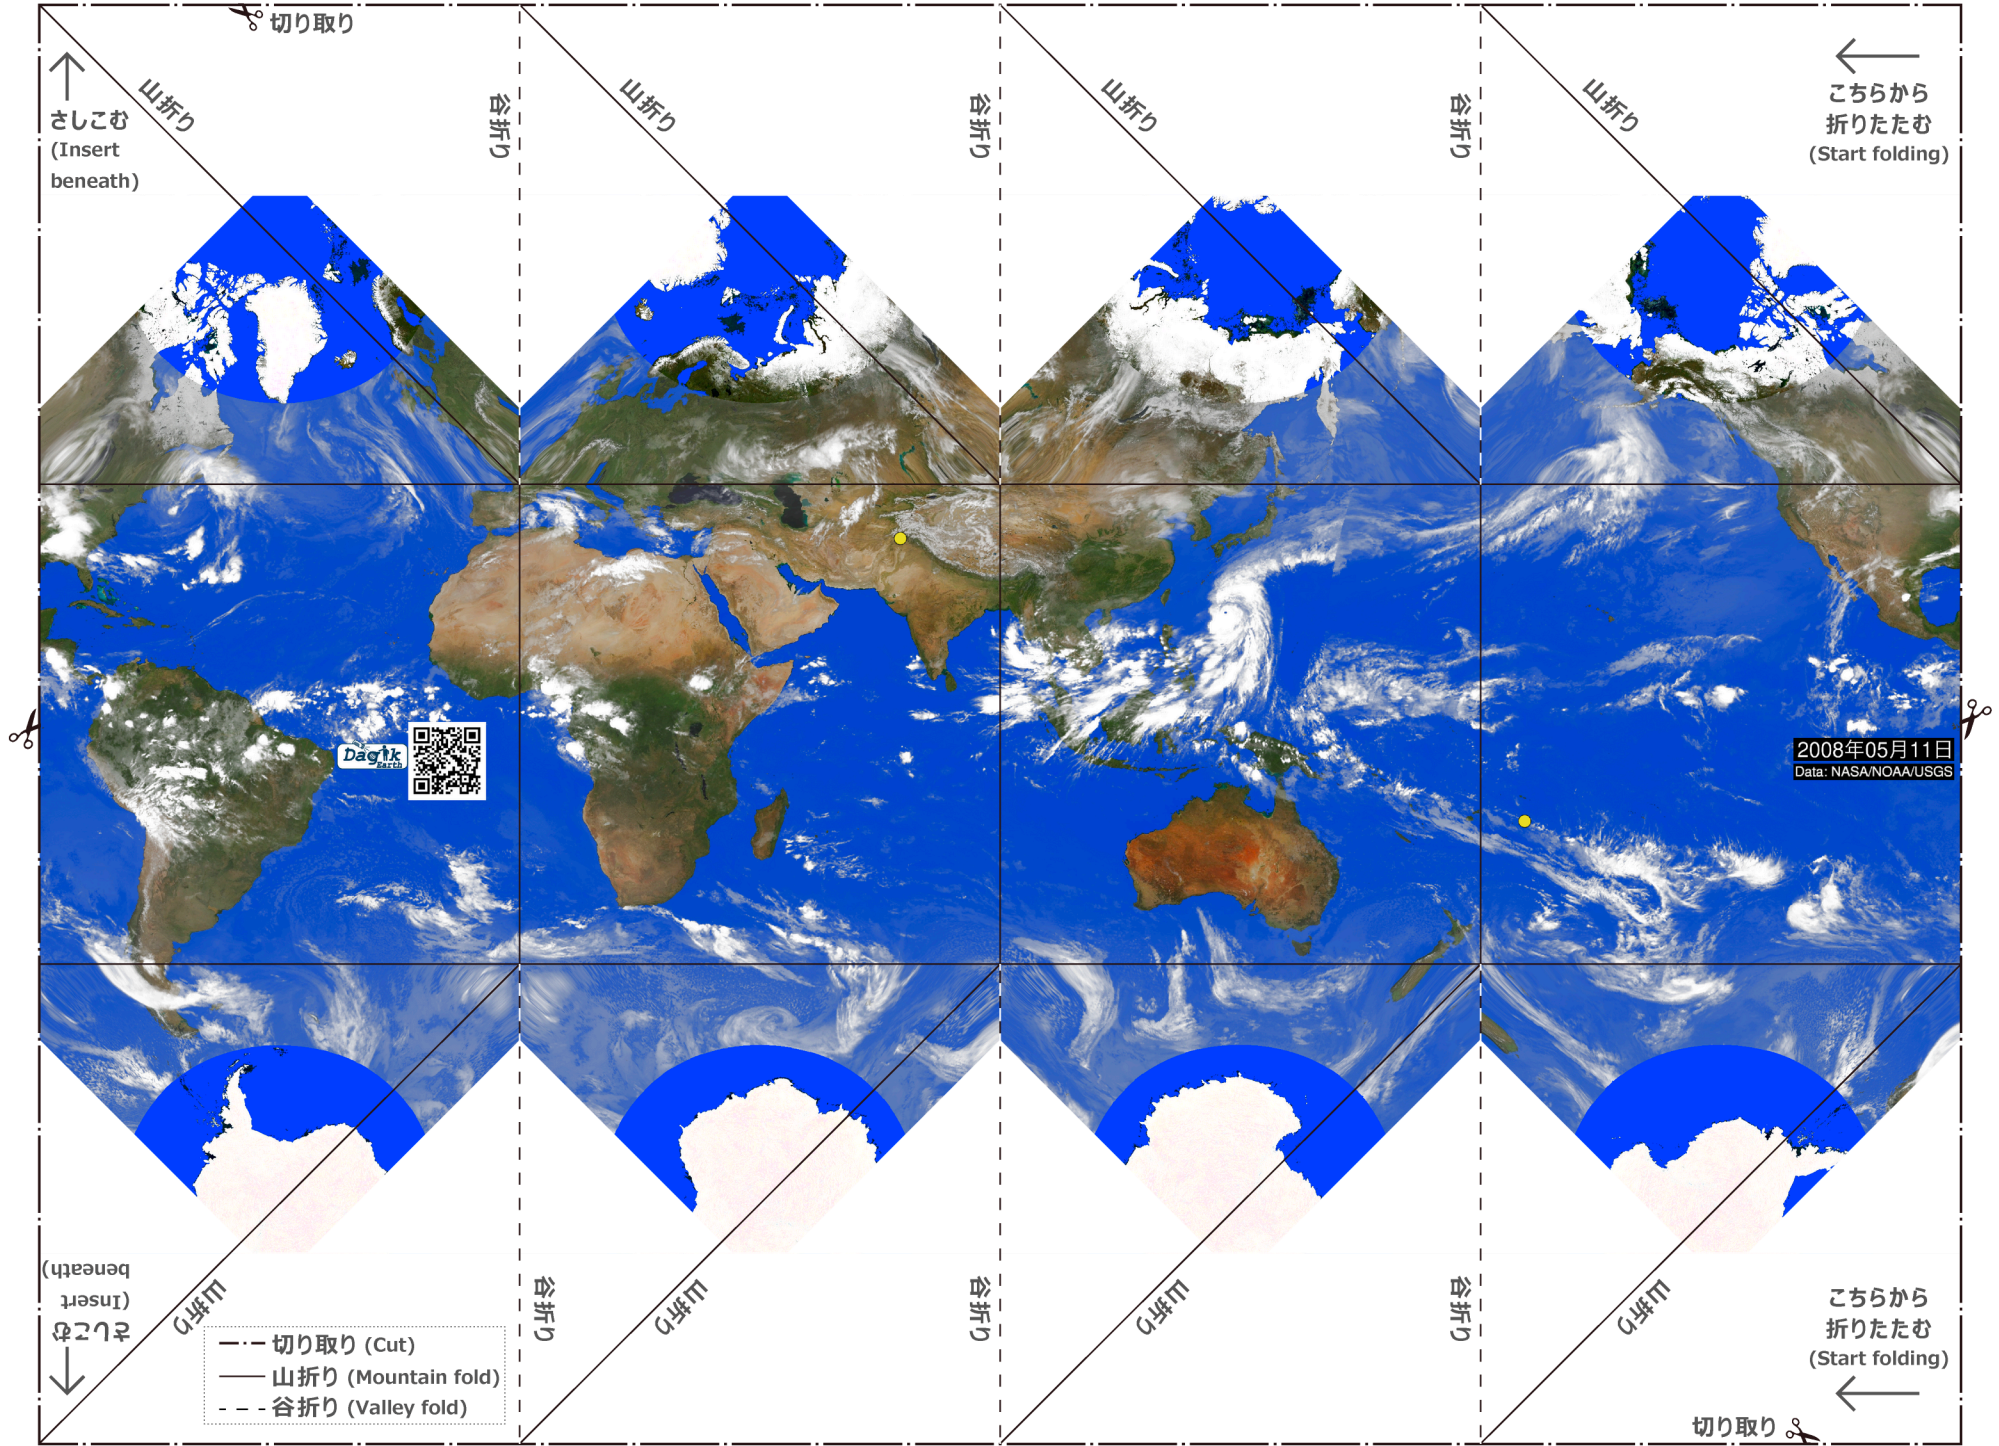 切り取り
さしこむ
(Insert
beneath)
山折り
谷折り
山折り
谷折り
山折り
谷折り
山折り
こちらから
折りたたむ
(Start folding)
Dagik
Earth
2008年05月11日
Data: NASA/NOAA/USGS
さしこむ
(Insert
beneath)
山折り
谷折り
山折り
谷折り
山折り
谷折り
山折り
こちらから
折りたたむ
(Start folding)
切り取り (Cut)
山折り (Mountain fold)
谷折り (Valley fold)
切り取り